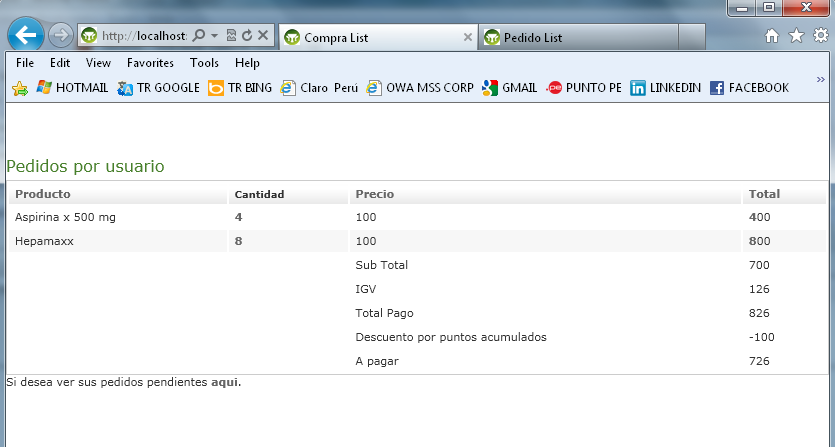 http://localhost:
Compra List
Pedido List
File Edit View Favorites Tools Help
HOTMAIL TR GOOGLE TR BING Claro Perú OWA MSS CORP GMAIL PUNTO PE LINKEDIN FACEBOOK
Pedidos por usuario
Producto Cantidad Precio Total
Aspirina x 500 mg 4 100 400
Hepamaxx 8 100 800
Sub Total 700
IGV 126
Total Pago 826
Descuento por puntos acumulados -100
A pagar 726
Si desea ver sus pedidos pendientes aqui.